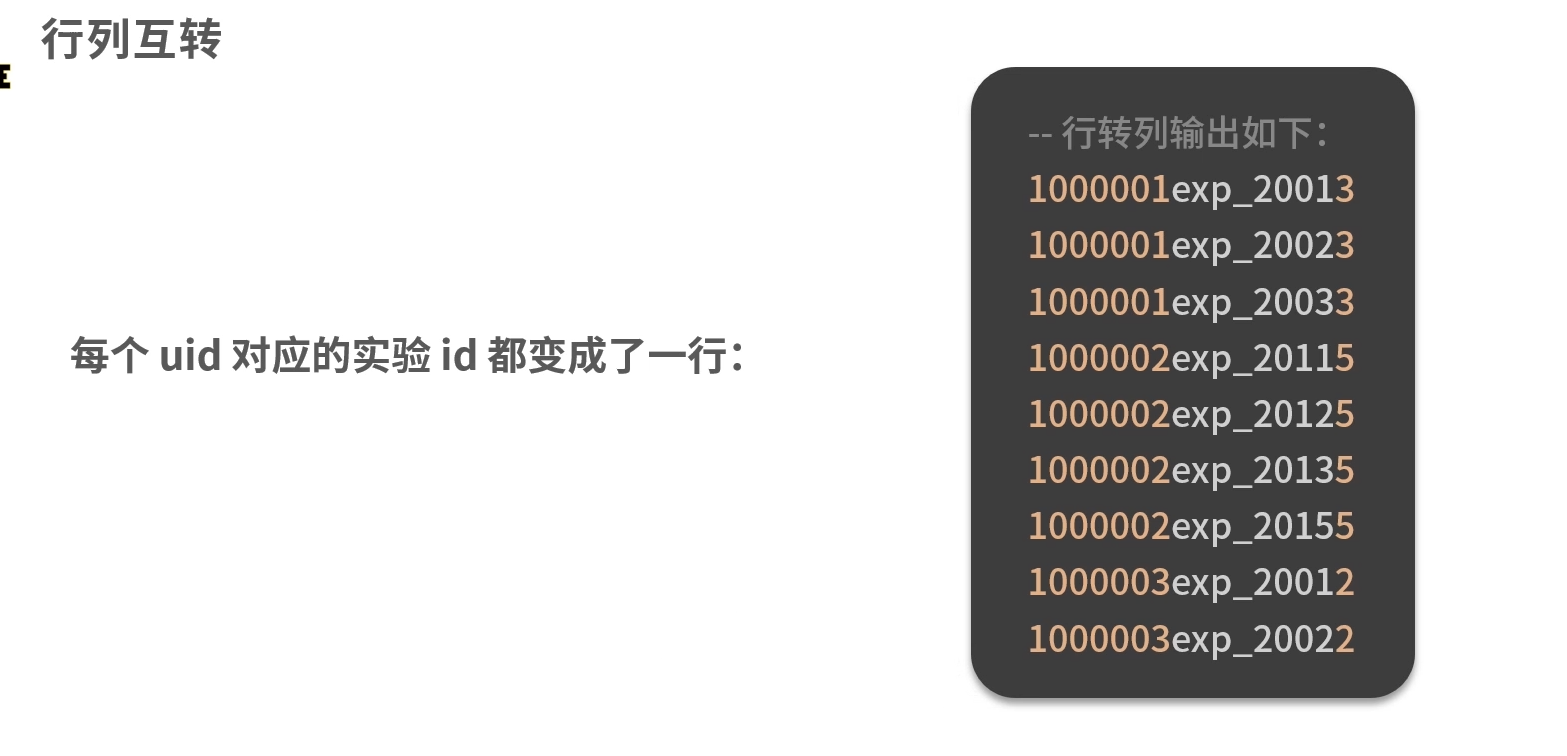 行列互转
每个 uid 对应的实验 id 都变成了一行：
-- 行转列输出如下：
1000001exp_20013
1000001exp_20023
1000001exp_20033
1000002exp_20115
1000002exp_20125
1000002exp_20135
1000002exp_20155
1000003exp_20012
1000003exp_20022